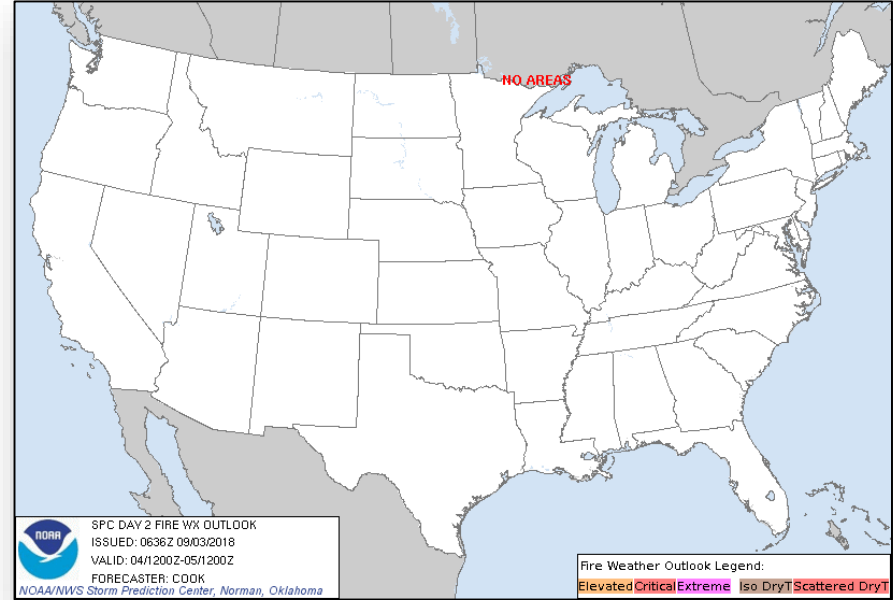 NO AREAS
NOAA
SPC DAY 2 FIRE WX OUTLOOK
ISSUED: 0636Z 09/03/2018
VALID: 04/1200Z-05/1200Z
FORECASTER: COOK
NOAA/NWS Storm Prediction Center, Norman, Oklahoma
Fire Weather Outlook Legend:
Elevated Critical Extreme Iso DryT Scattered DryT